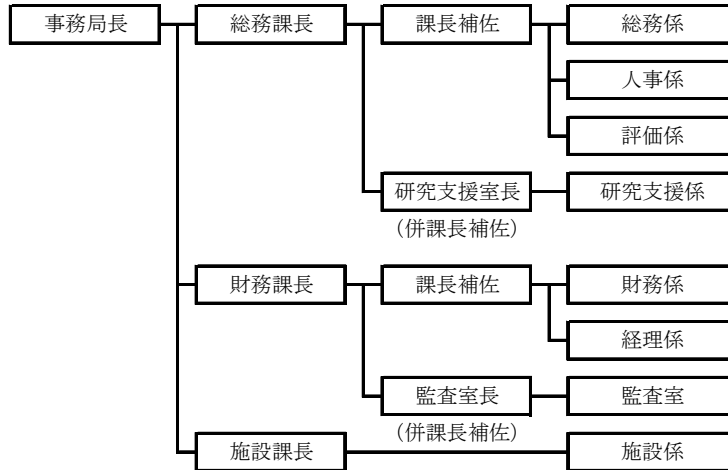 事務局長
総務課長
課長補佐
総務係
人事係
評価係
研究支援室長
研究支援係
（併課長補佐）
財務課長
課長補佐
財務係
経理係
監査室長
監査室
（併課長補佐）
施設課長
施設係